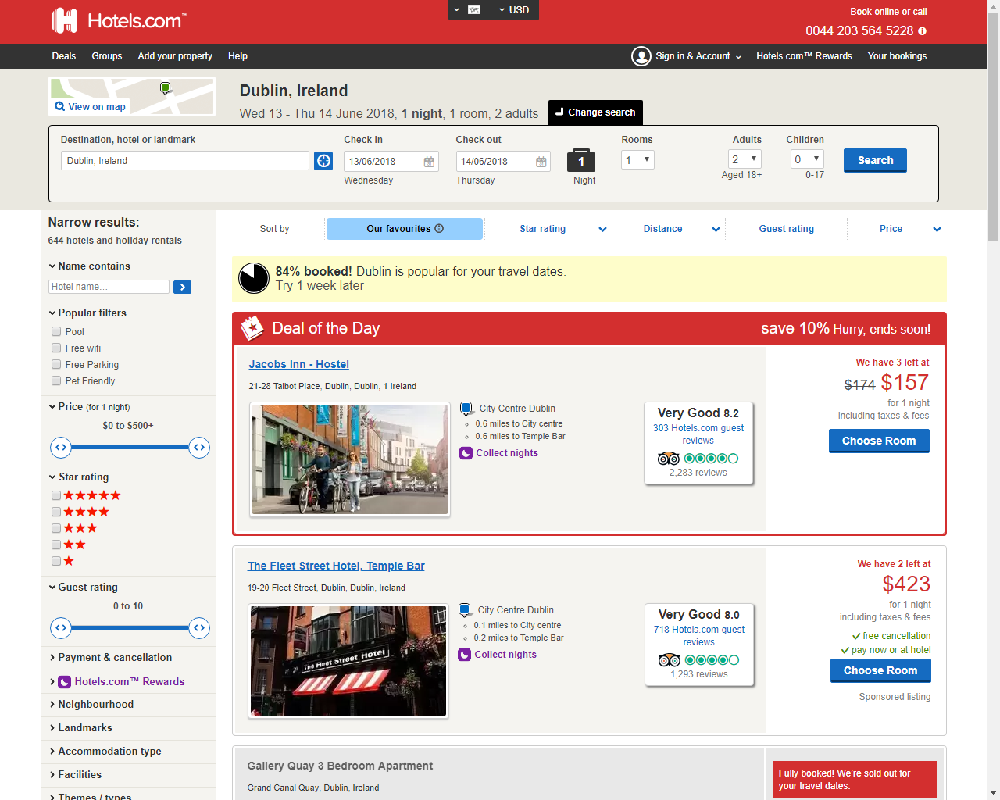 Hotels.com™
USD
Book online or call
0044 203 564 5228
Deals Groups Add your property Help
Sign in & Account Hotels.com™ Rewards Your bookings
View on map
Dublin, Ireland
Wed 13 - Thu 14 June 2018, 1 night, 1 room, 2 adults
Change search
Destination, hotel or landmark Check in Check out Rooms Adults Children
Dublin, Ireland 13/06/2018 14/06/2018 1 1 2 0 Search
Wednesday Thursday Night Aged 18+ 0-17
Narrow results:
644 hotels and holiday rentals
Name contains
Hotel name...
Popular filters
Pool
Free wifi
Free Parking
Pet Friendly
Price (for 1 night)
$0 to $500+
Star rating
Guest rating
0 to 10
Payment & cancellation
Hotels.com™ Rewards
Neighbourhood
Landmarks
Accommodation type
Facilities
Themes / types
Sort by Our favourites Star rating Distance Guest rating Price
84% booked! Dublin is popular for your travel dates.
Try 1 week later
Deal of the Day save 10% Hurry, ends soon!
Jacobs Inn - Hostel
21-28 Talbot Place, Dublin, Dublin, 1 Ireland
City Centre Dublin
0.6 miles to City centre
0.6 miles to Temple Bar
Collect nights
Very Good 8.2
303 Hotels.com guest
reviews
2,283 reviews
We have 3 left at
$174 $157
for 1 night
including taxes & fees
Choose Room
The Fleet Street Hotel, Temple Bar
19-20 Fleet Street, Dublin, Dublin, Ireland
The Fleet Street Hotel
City Centre Dublin
0.1 miles to City centre
0.2 miles to Temple Bar
Collect nights
Very Good 8.0
718 Hotels.com guest
reviews
1,293 reviews
We have 2 left at
$423
for 1 night
including taxes & fees
free cancellation
pay now or at hotel
Choose Room
Sponsored listing
Gallery Quay 3 Bedroom Apartment
Grand Canal Quay, Dublin, Ireland
Fully booked! We're sold out for
your travel dates.